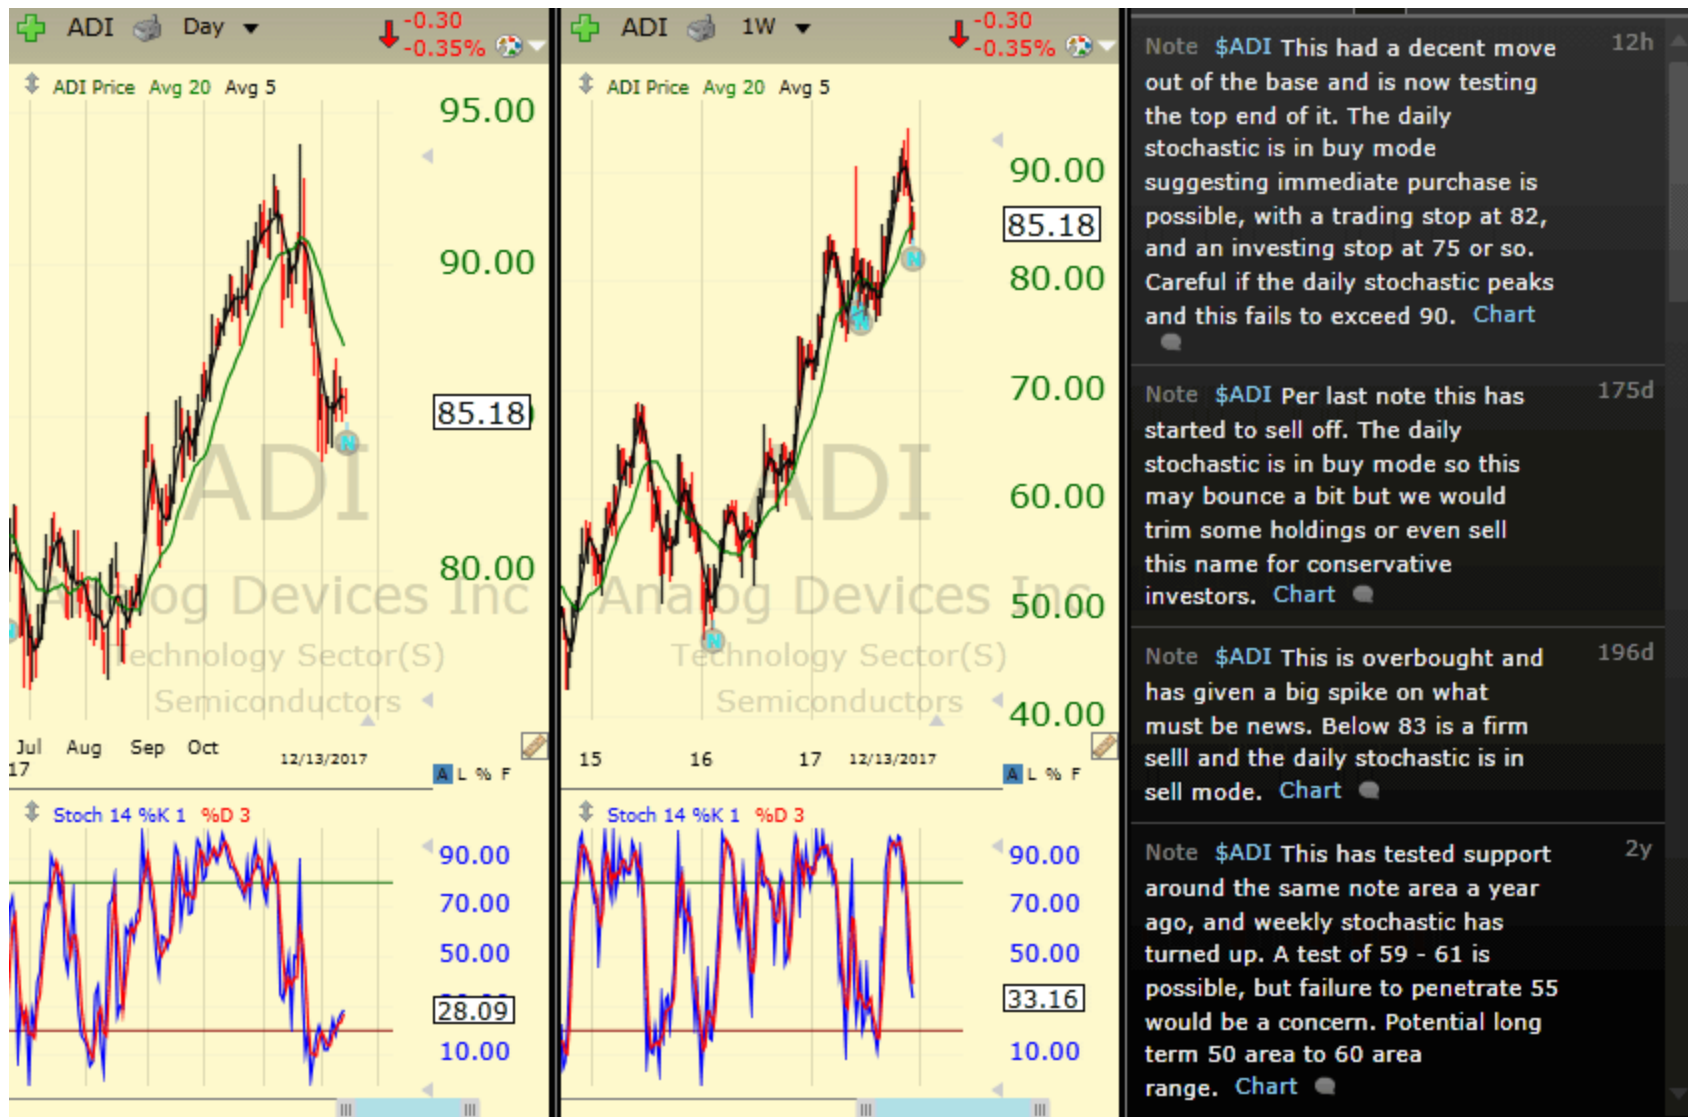 ADI Day
-0.30
-0.35%
ADI Price Avg 20 Avg 5
95.00
90.00
85.18
80.00
ADI
Analog Devices Inc
Technology Sector(S)
Semiconductors
Jul Aug Sep Oct
17
12/13/2017
A L % F
Stoch 14 %K 1 %D 3
90.00
70.00
50.00
28.09
10.00
ADI 1W
-0.30
-0.35%
ADI Price Avg 20 Avg 5
90.00
85.18
80.00
70.00
60.00
50.00
40.00
ADI
Analog Devices Inc
Technology Sector(S)
Semiconductors
N
N
N
N
15 16 17 12/13/2017
A L % F
Stoch 14 %K 1 %D 3
90.00
70.00
50.00
33.16
10.00
Note $ADI This had a decent move 12h
out of the base and is now testing
the top end of it. The daily
stochastic is in buy mode
suggesting immediate purchase is
possible, with a trading stop at 82,
and an investing stop at 75 or so.
Careful if the daily stochastic peaks
and this fails to exceed 90. Chart
Note $ADI Per last note this has 175d
started to sell off. The daily
stochastic is in buy mode so this
may bounce a bit but we would
trim some holdings or even sell
this name for conservative
investors. Chart
Note $ADI This is overbought and 196d
has given a big spike on what
must be news. Below 83 is a firm
selll and the daily stochastic is in
sell mode. Chart
Note $ADI This has tested support 2y
around the same note area a year
ago, and weekly stochastic has
turned up. A test of 59 - 61 is
possible, but failure to penetrate 55
would be a concern. Potential long
term 50 area to 60 area
range. Chart